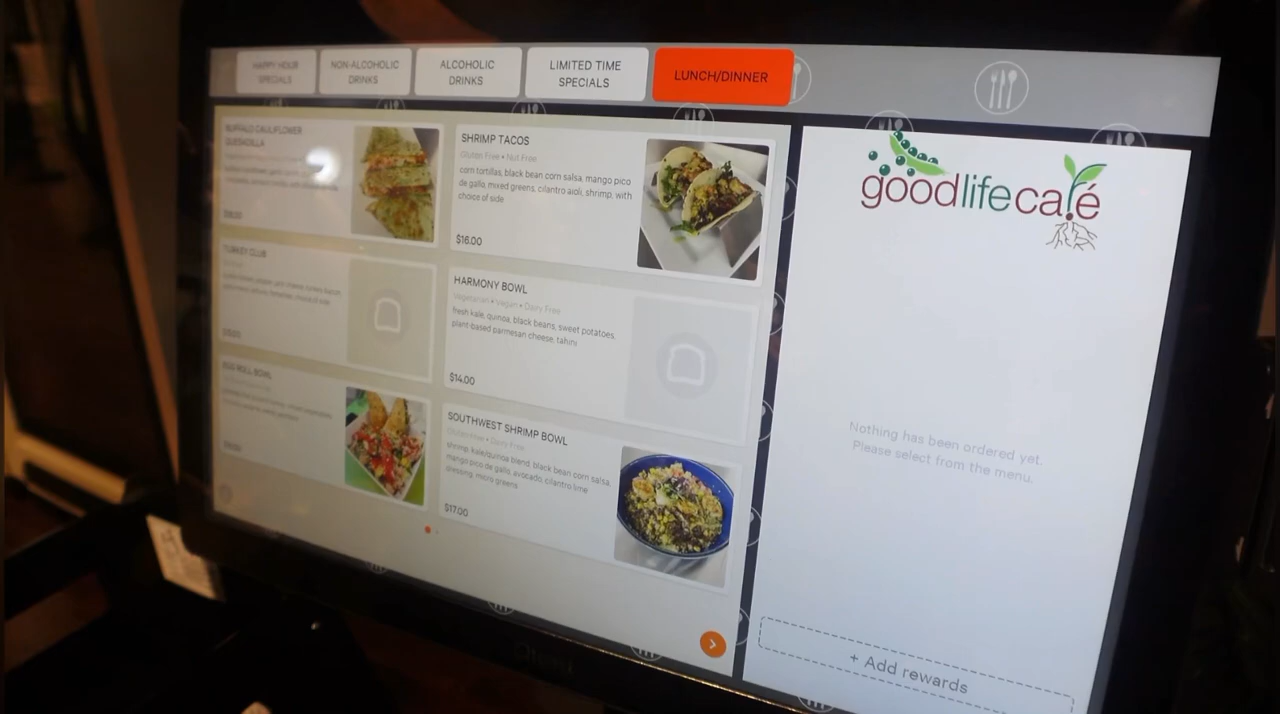 HAPPY HOUR
SPECIALS
NON-ALCOHOLIC
DRINKS
ALCOHOLIC
DRINKS
LIMITED TIME
SPECIALS
LUNCH/DINNER
BUFFALO CAULIFLOWER
QUESADILLA
SHRIMP TACOS
Gluten Free • Nut Free
corn tortillas, black bean corn salsa, mango pico
de gallo, mixed greens, cilantro aioli, shrimp, with
choice of side
$16.00
TURKEY CLUB
HARMONY BOWL
Vegetarian • Vegan • Dairy Free
fresh kale, quinoa, black beans, sweet potatoes,
plant-based parmesan cheese, tahini
$14.00
EGG ROLL BOWL
SOUTHWEST SHRIMP BOWL
Gluten Free • Dairy Free
shrimp, kale/quinoa blend, black bean corn salsa,
mango pico de gallo, avocado, cilantro lime
dressing, micro greens
$17.00
goodlifecafé
Nothing has been ordered yet.
Please select from the menu.
+ Add rewards